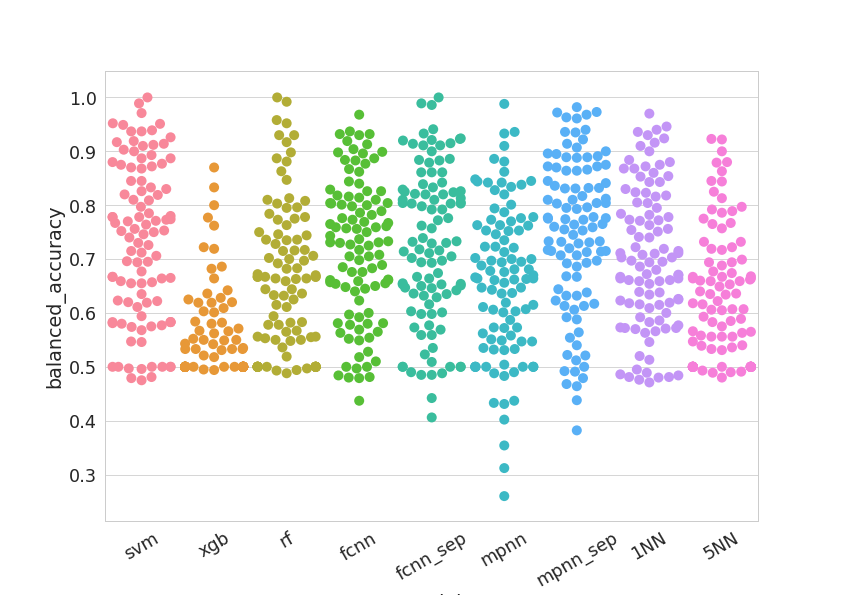 balanced_accuracy
1.0
0.9
0.8
0.7
0.6
0.5
0.4
0.3
svm
xgb
rf
fcnn
fcnn_sep
mpnn
mpnn_sep
1NN
5NN